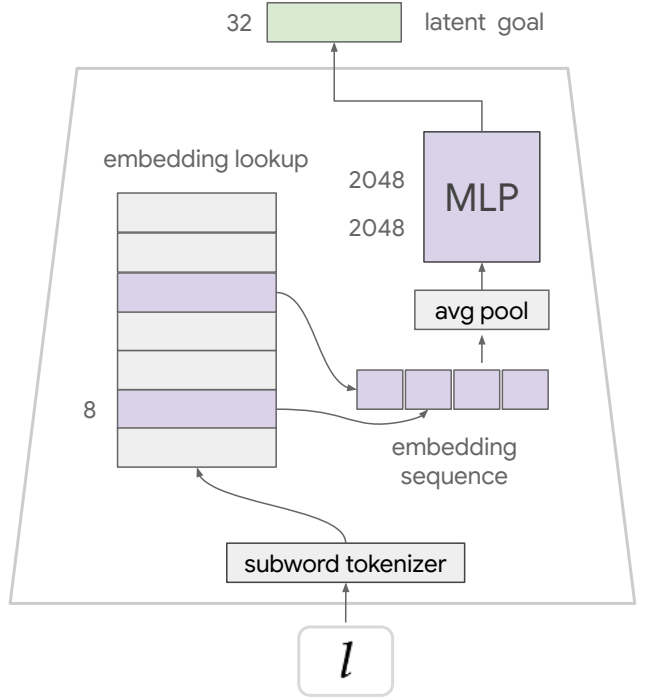 32 latent goal
embedding lookup
2048
MLP
2048
avg pool
8
embedding
sequence
subword tokenizer
l